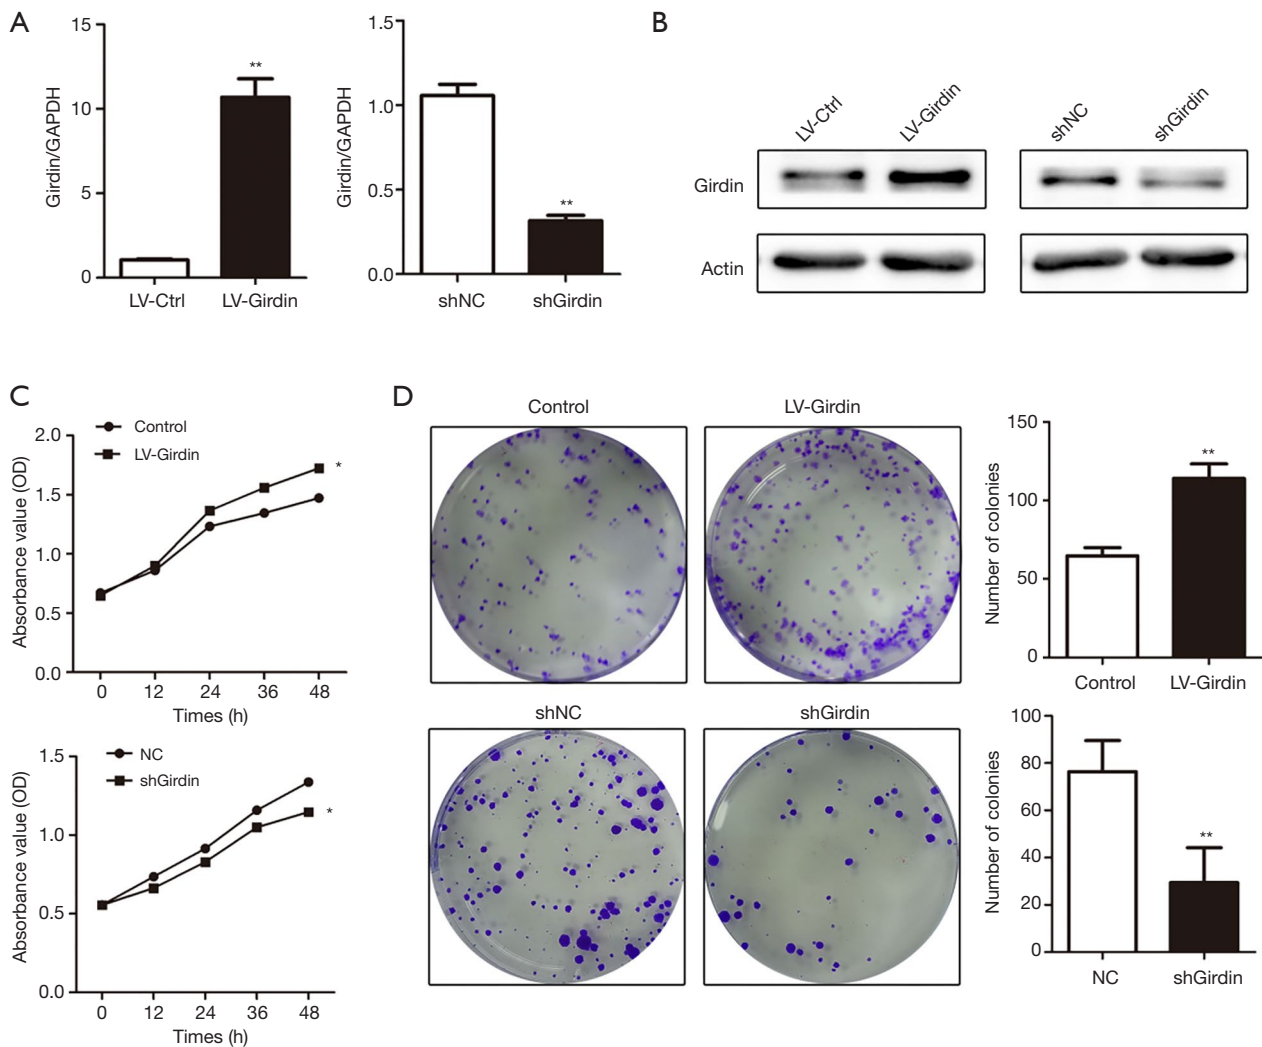 A
Girdin/GAPDH
15
10
5
0
**
LV-Ctrl
LV-Girdin
Girdin/GAPDH
1.5
1.0
0.5
0.0
**
shNC
shGirdin
B
LV-Ctrl
LV-Girdin
shNC
shGirdin
Girdin
Actin
C
Control
LV-Girdin
Absorbance value (OD)
2.0
1.5
1.0
0.5
0.0
*
0 12 24 36 48
Times (h)
NC
shGirdin
Absorbance value (OD)
1.5
1.0
0.5
0.0
*
0 12 24 36 48
Times (h)
D
Control
LV-Girdin
shNC
shGirdin
Number of colonies
150
100
50
0
**
Control
LV-Girdin
Number of colonies
100
80
60
40
20
0
**
NC
shGirdin